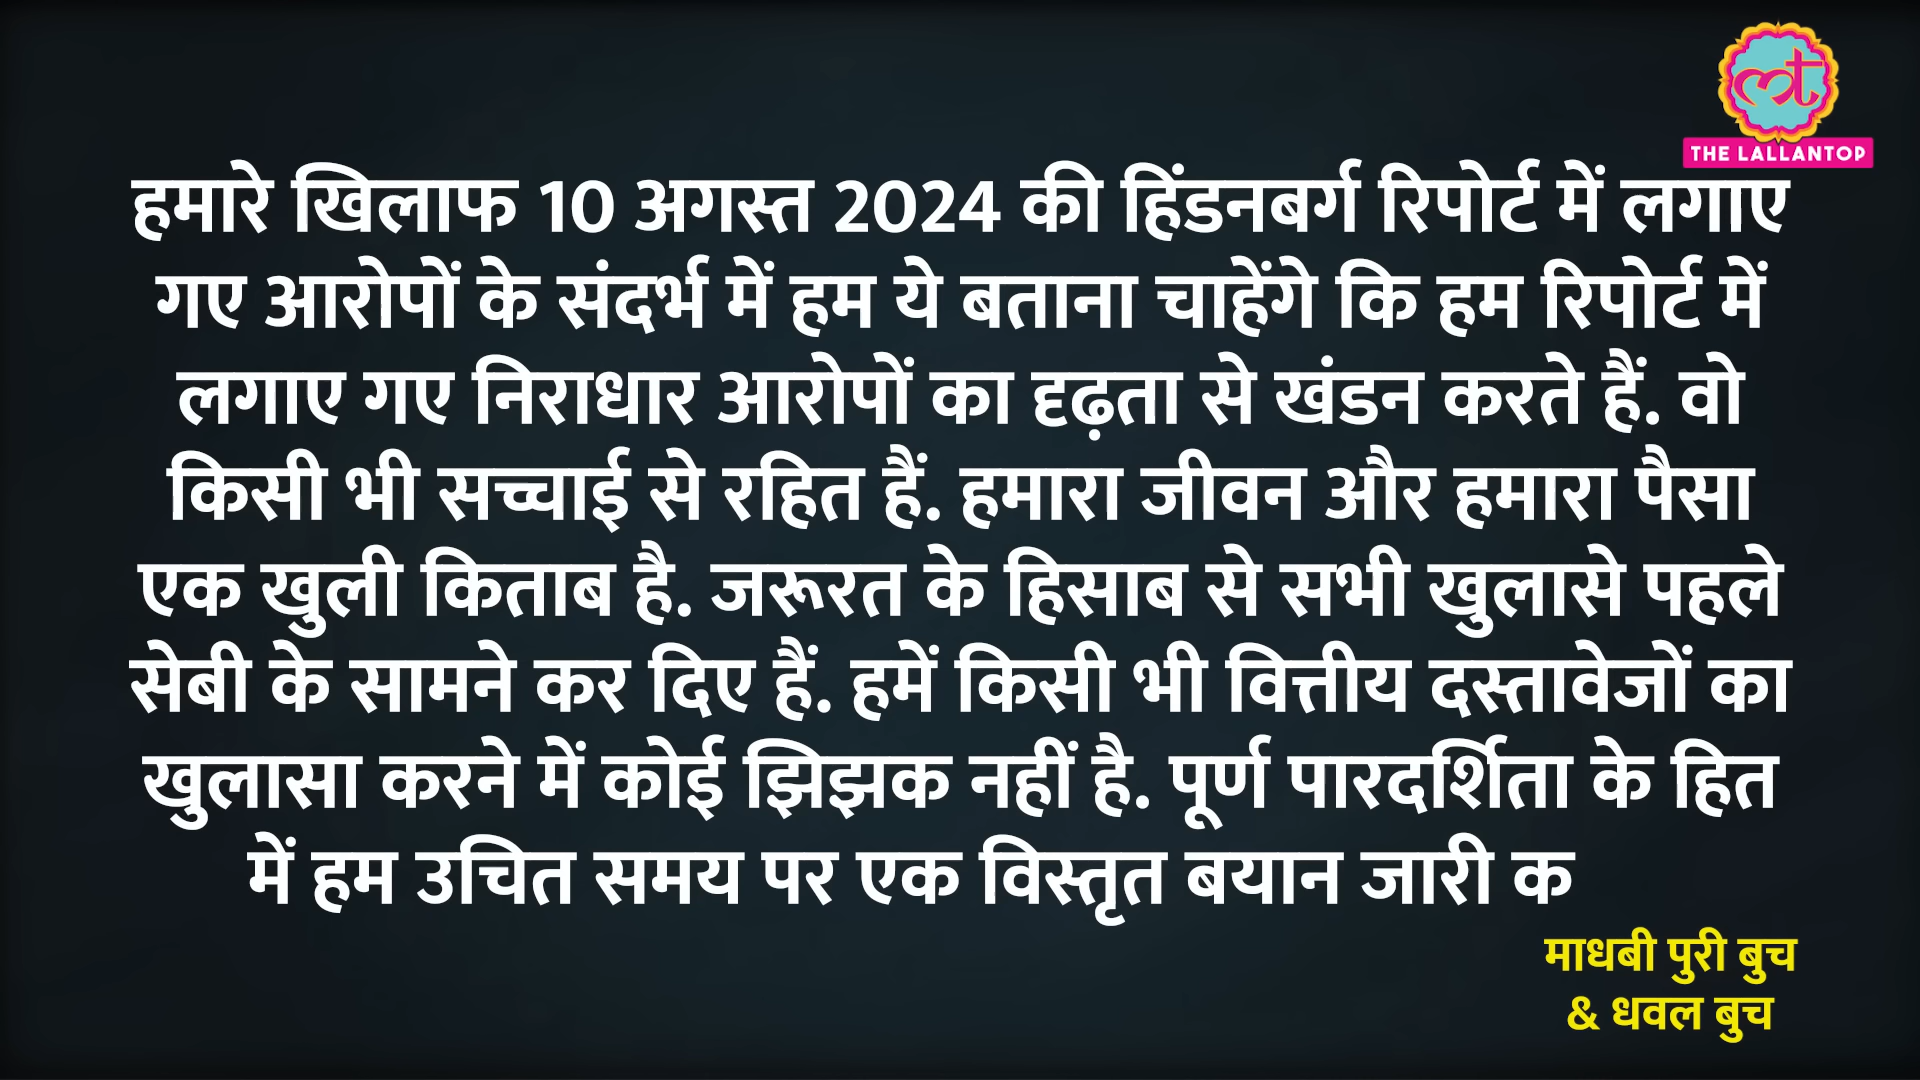 THE LALLANTOP
हमारे खिलाफ 10 अगस्त 2024 की हिंडनबर्ग रिपोर्ट में लगाए
गए आरोपों के संदर्भ में हम ये बताना चाहेंगे कि हम रिपोर्ट में
लगाए गए निराधार आरोपों का दृढ़ता से खंडन करते हैं. वो
किसी भी सच्चाई से रहित हैं. हमारा जीवन और हमारा पैसा
एक खुली किताब है. जरूरत के हिसाब से सभी खुलासे पहले
सेबी के सामने कर दिए हैं. हमें किसी भी वित्तीय दस्तावेजों का
खुलासा करने में कोई झिझक नहीं है. पूर्ण पारदर्शिता के हित
में हम उचित समय पर एक विस्तृत बयान जारी क
माधबी पुरी बुच
& धवल बुच